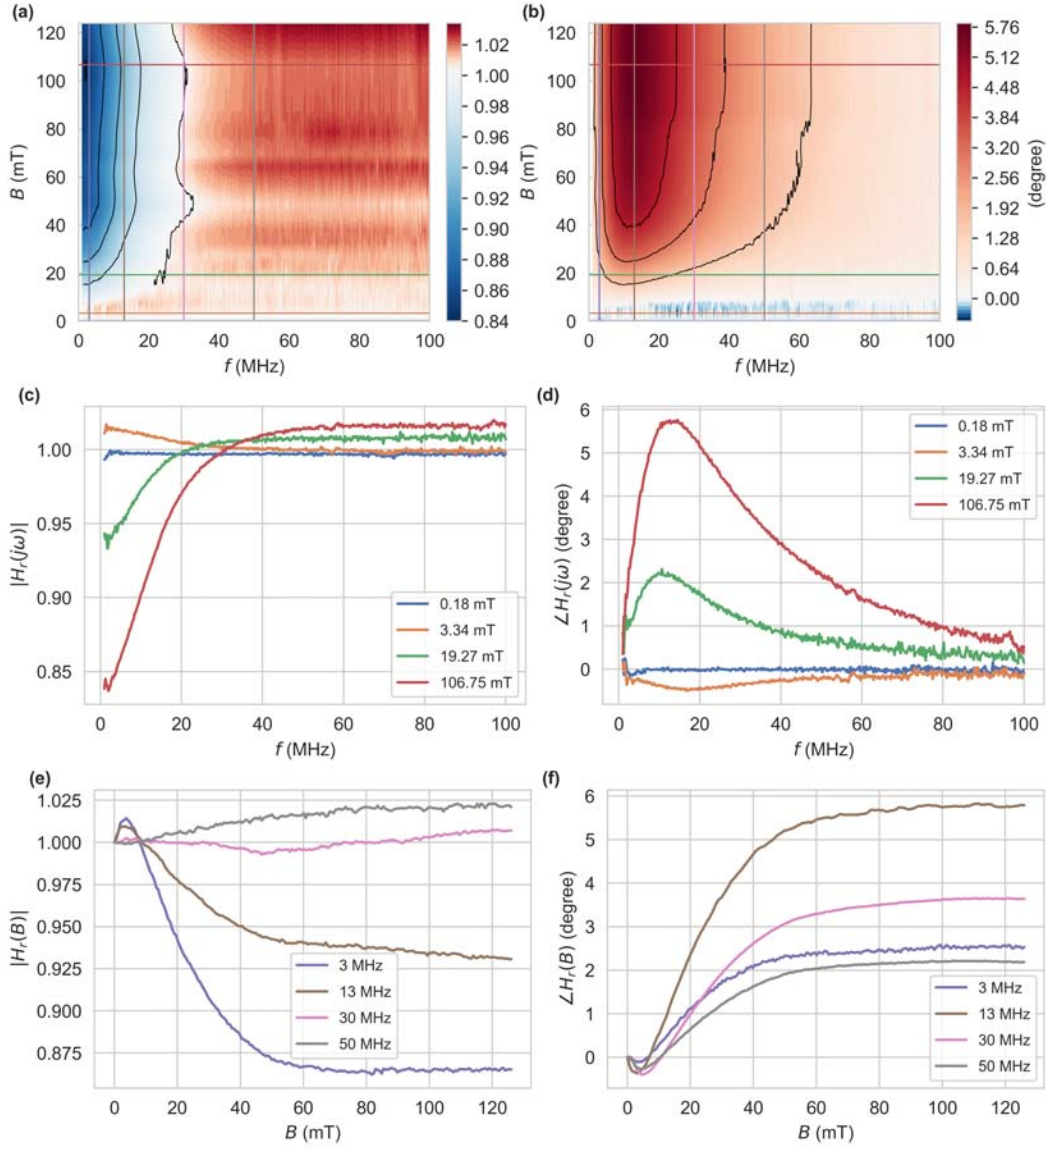 (a)
120
100
80
60
40
20
0
B (mT)
0 20 40 60 80 100
f (MHz)
1.02
1.00
0.98
0.96
0.94
0.92
0.90
0.88
0.86
0.84
(b)
120
100
80
60
40
20
0
B (mT)
0 20 40 60 80 100
f (MHz)
5.76
5.12
4.48
3.84
3.20
2.56
1.92
1.28
0.64
0.00
(degree)
(c)
1.00
0.95
0.90
0.85
|Hr(jω)|
0 20 40 60 80 100
f (MHz)
0.18 mT
3.34 mT
19.27 mT
106.75 mT
(d)
6
5
4
3
2
1
0
∠Hr(jω) (degree)
0 20 40 60 80 100
f (MHz)
0.18 mT
3.34 mT
19.27 mT
106.75 mT
(e)
1.025
1.000
0.975
0.950
0.925
0.900
0.875
|Hr(B)|
0 20 40 60 80 100 120
B (mT)
3 MHz
13 MHz
30 MHz
50 MHz
(f)
6
5
4
3
2
1
0
∠Hr(B) (degree)
0 20 40 60 80 100 120
B (mT)
3 MHz
13 MHz
30 MHz
50 MHz